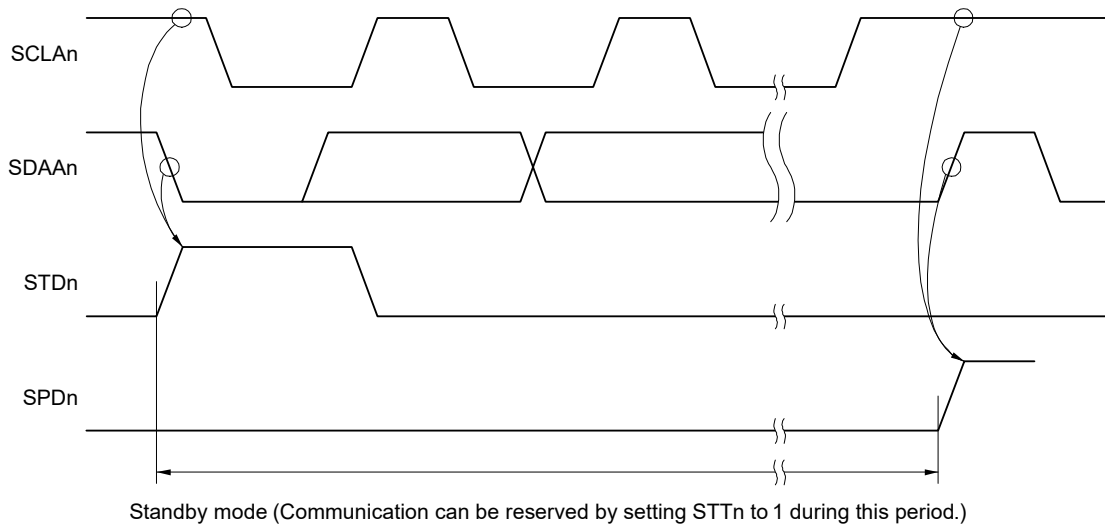 SCLAn
SDAAn
STDn
SPDn
Standby mode (Communication can be reserved by setting STTn to 1 during this period.)